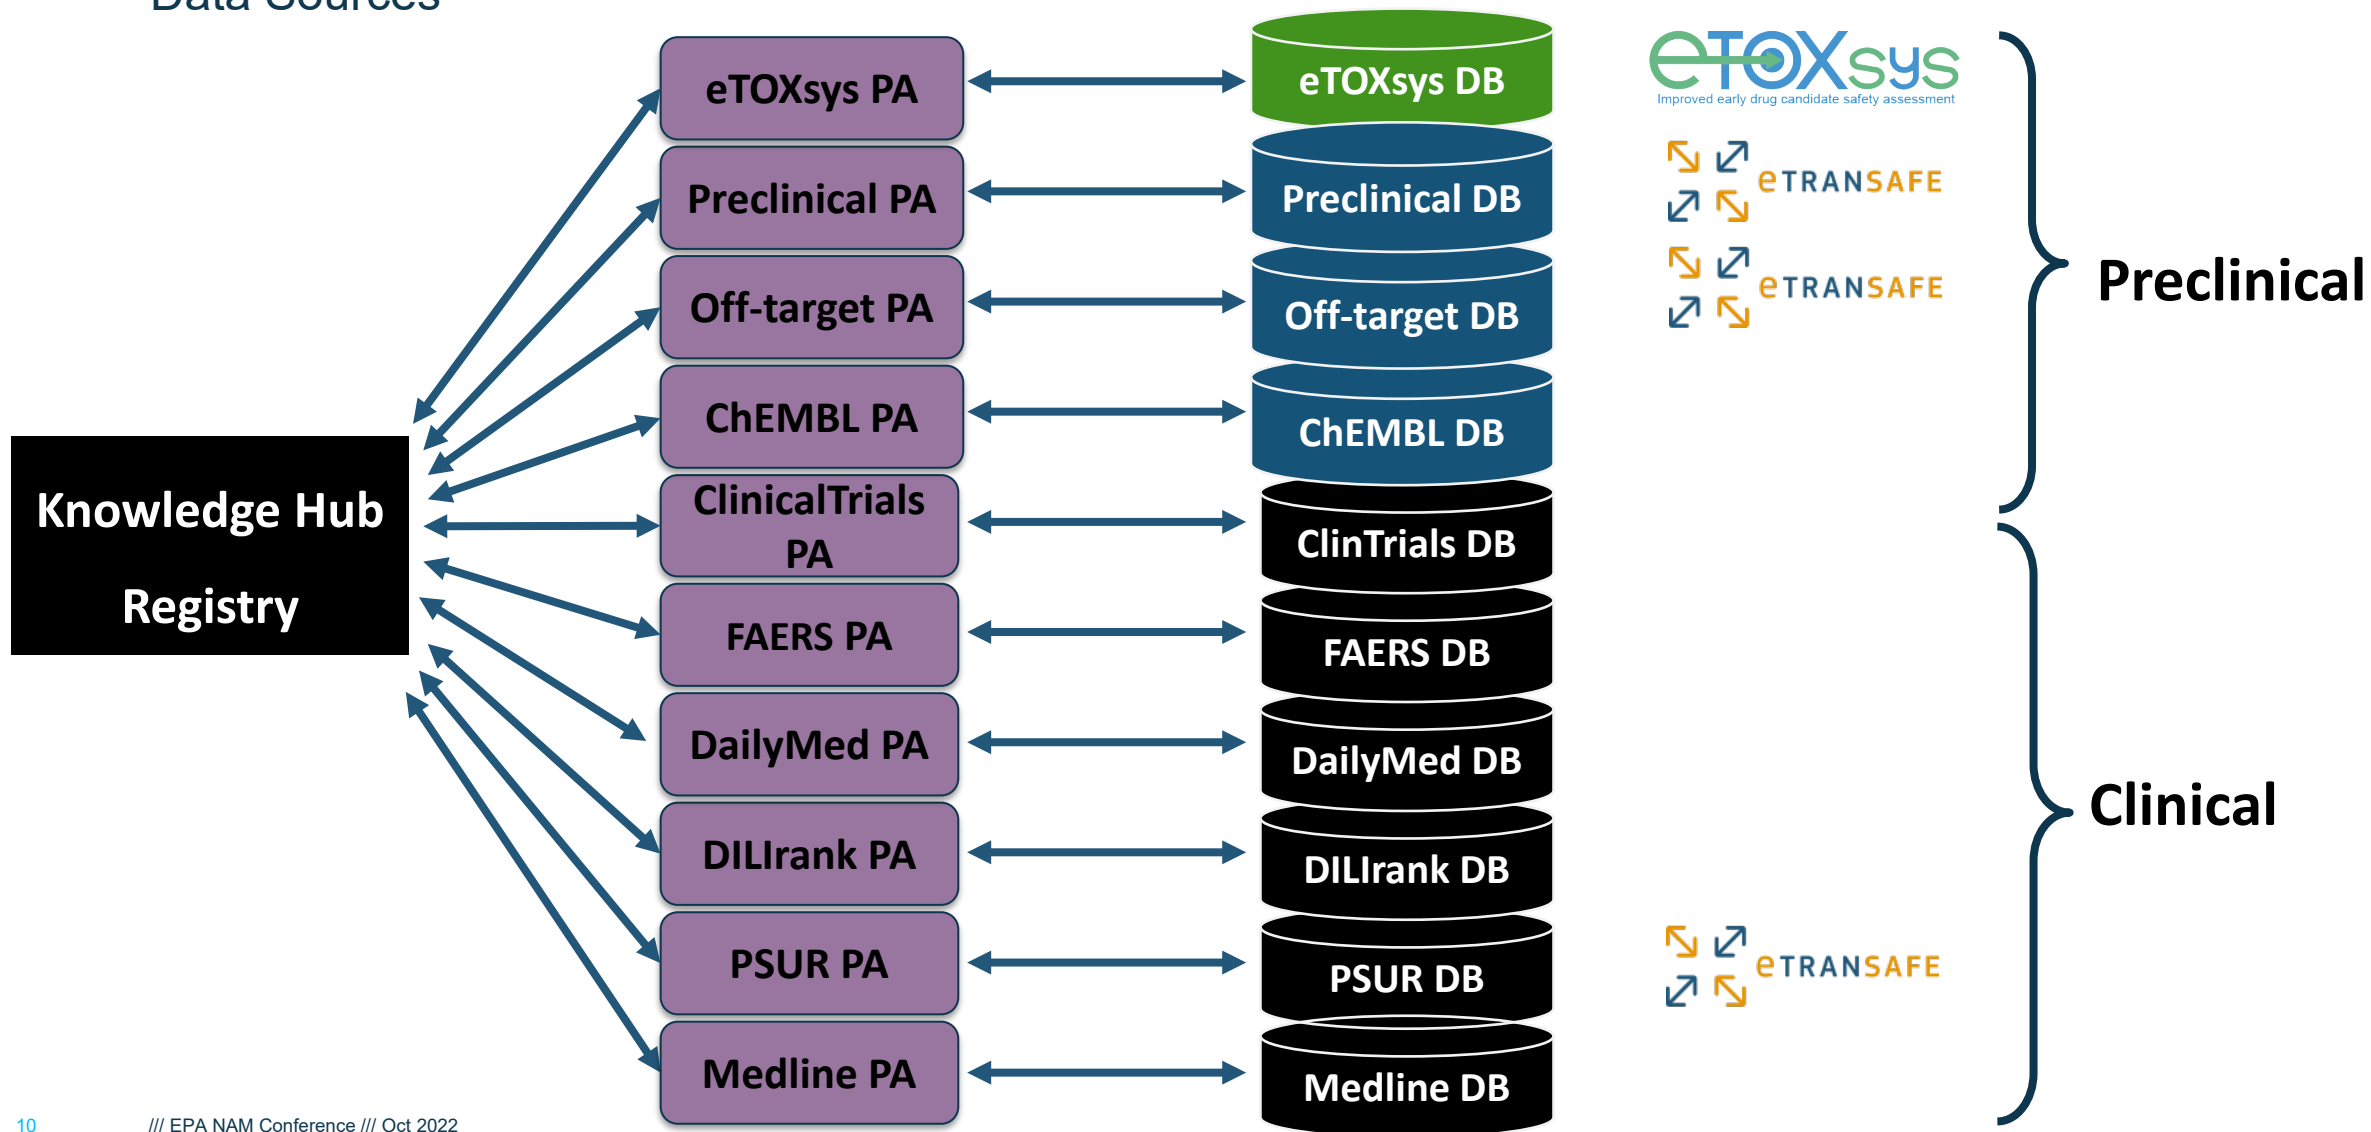 Data Sources
eTOXsys PA
eTOXsys DB
eTOXsys
Improved early drug candidate safety assessment
Preclinical PA
Preclinical DB
eTRANSAFE
Off-target PA
Off-target DB
eTRANSAFE
Preclinical
ChEMBL PA
ChEMBL DB
Knowledge Hub
Registry
ClinicalTrials
PA
ClinTrials DB
FAERS PA
FAERS DB
DailyMed PA
DailyMed DB
Clinical
DILIrank PA
DILIrank DB
PSUR PA
PSUR DB
eTRANSAFE
Medline PA
Medline DB
10
/// EPA NAM Conference /// Oct 2022